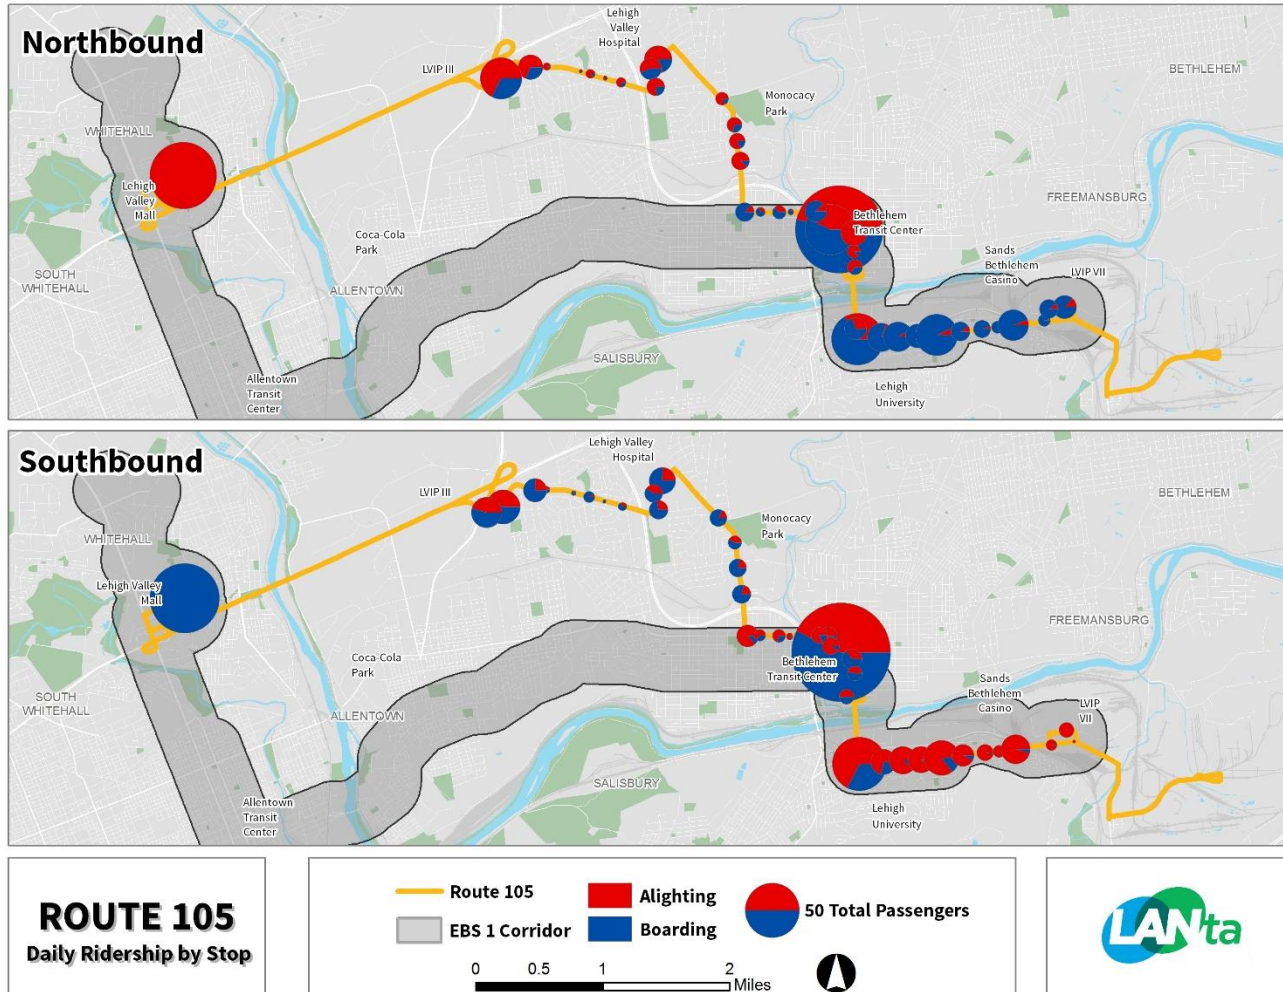 Northbound
Lehigh
Valley
Hospital
LVIP III
BETHLEHEM
Monocacy
Park
WHITEHALL
Lehigh
Valley
Mall
FREEMANSBURG
Bethlehem
Transit Center
Coca-Cola
Park
Sands
Bethlehem
Casino
LVIP VII
SOUTH
WHITEHALL
ALLENTOWN
SALISBURY
Allentown
Transit
Center
Lehigh
University
Southbound
Lehigh Valley
Hospital
LVIP III
BETHLEHEM
Monocacy
Park
WHITEHALL
Lehigh Valley
Mall
FREEMANSBURG
Coca-Cola
Park
Bethlehem
Transit Center
Sands
Bethlehem
Casino
LVIP
VII
SOUTH
WHITEHALL
ALLENTOWN
SALISBURY
Allentown
Transit
Center
Lehigh
University
ROUTE 105
Daily Ridership by Stop
Route 105
EBS 1 Corridor
Alighting
Boarding
50 Total Passengers
0 0.5 1 2
Miles
LANta